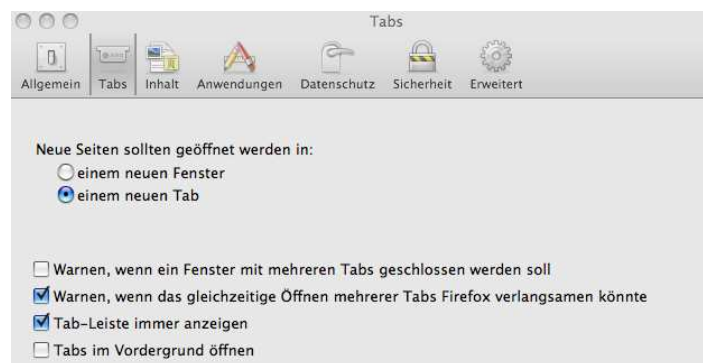 Tabs
Allgemein Tabs Inhalt Anwendungen Datenschutz Sicherheit Erweitert
Neue Seiten sollten geöffnet werden in:
einem neuen Fenster
einem neuen Tab
Warnen, wenn ein Fenster mit mehreren Tabs geschlossen werden soll
Warnen, wenn das gleichzeitige Öffnen mehrerer Tabs Firefox verlangsamen könnte
Tab-Leiste immer anzeigen
Tabs im Vordergrund öffnen